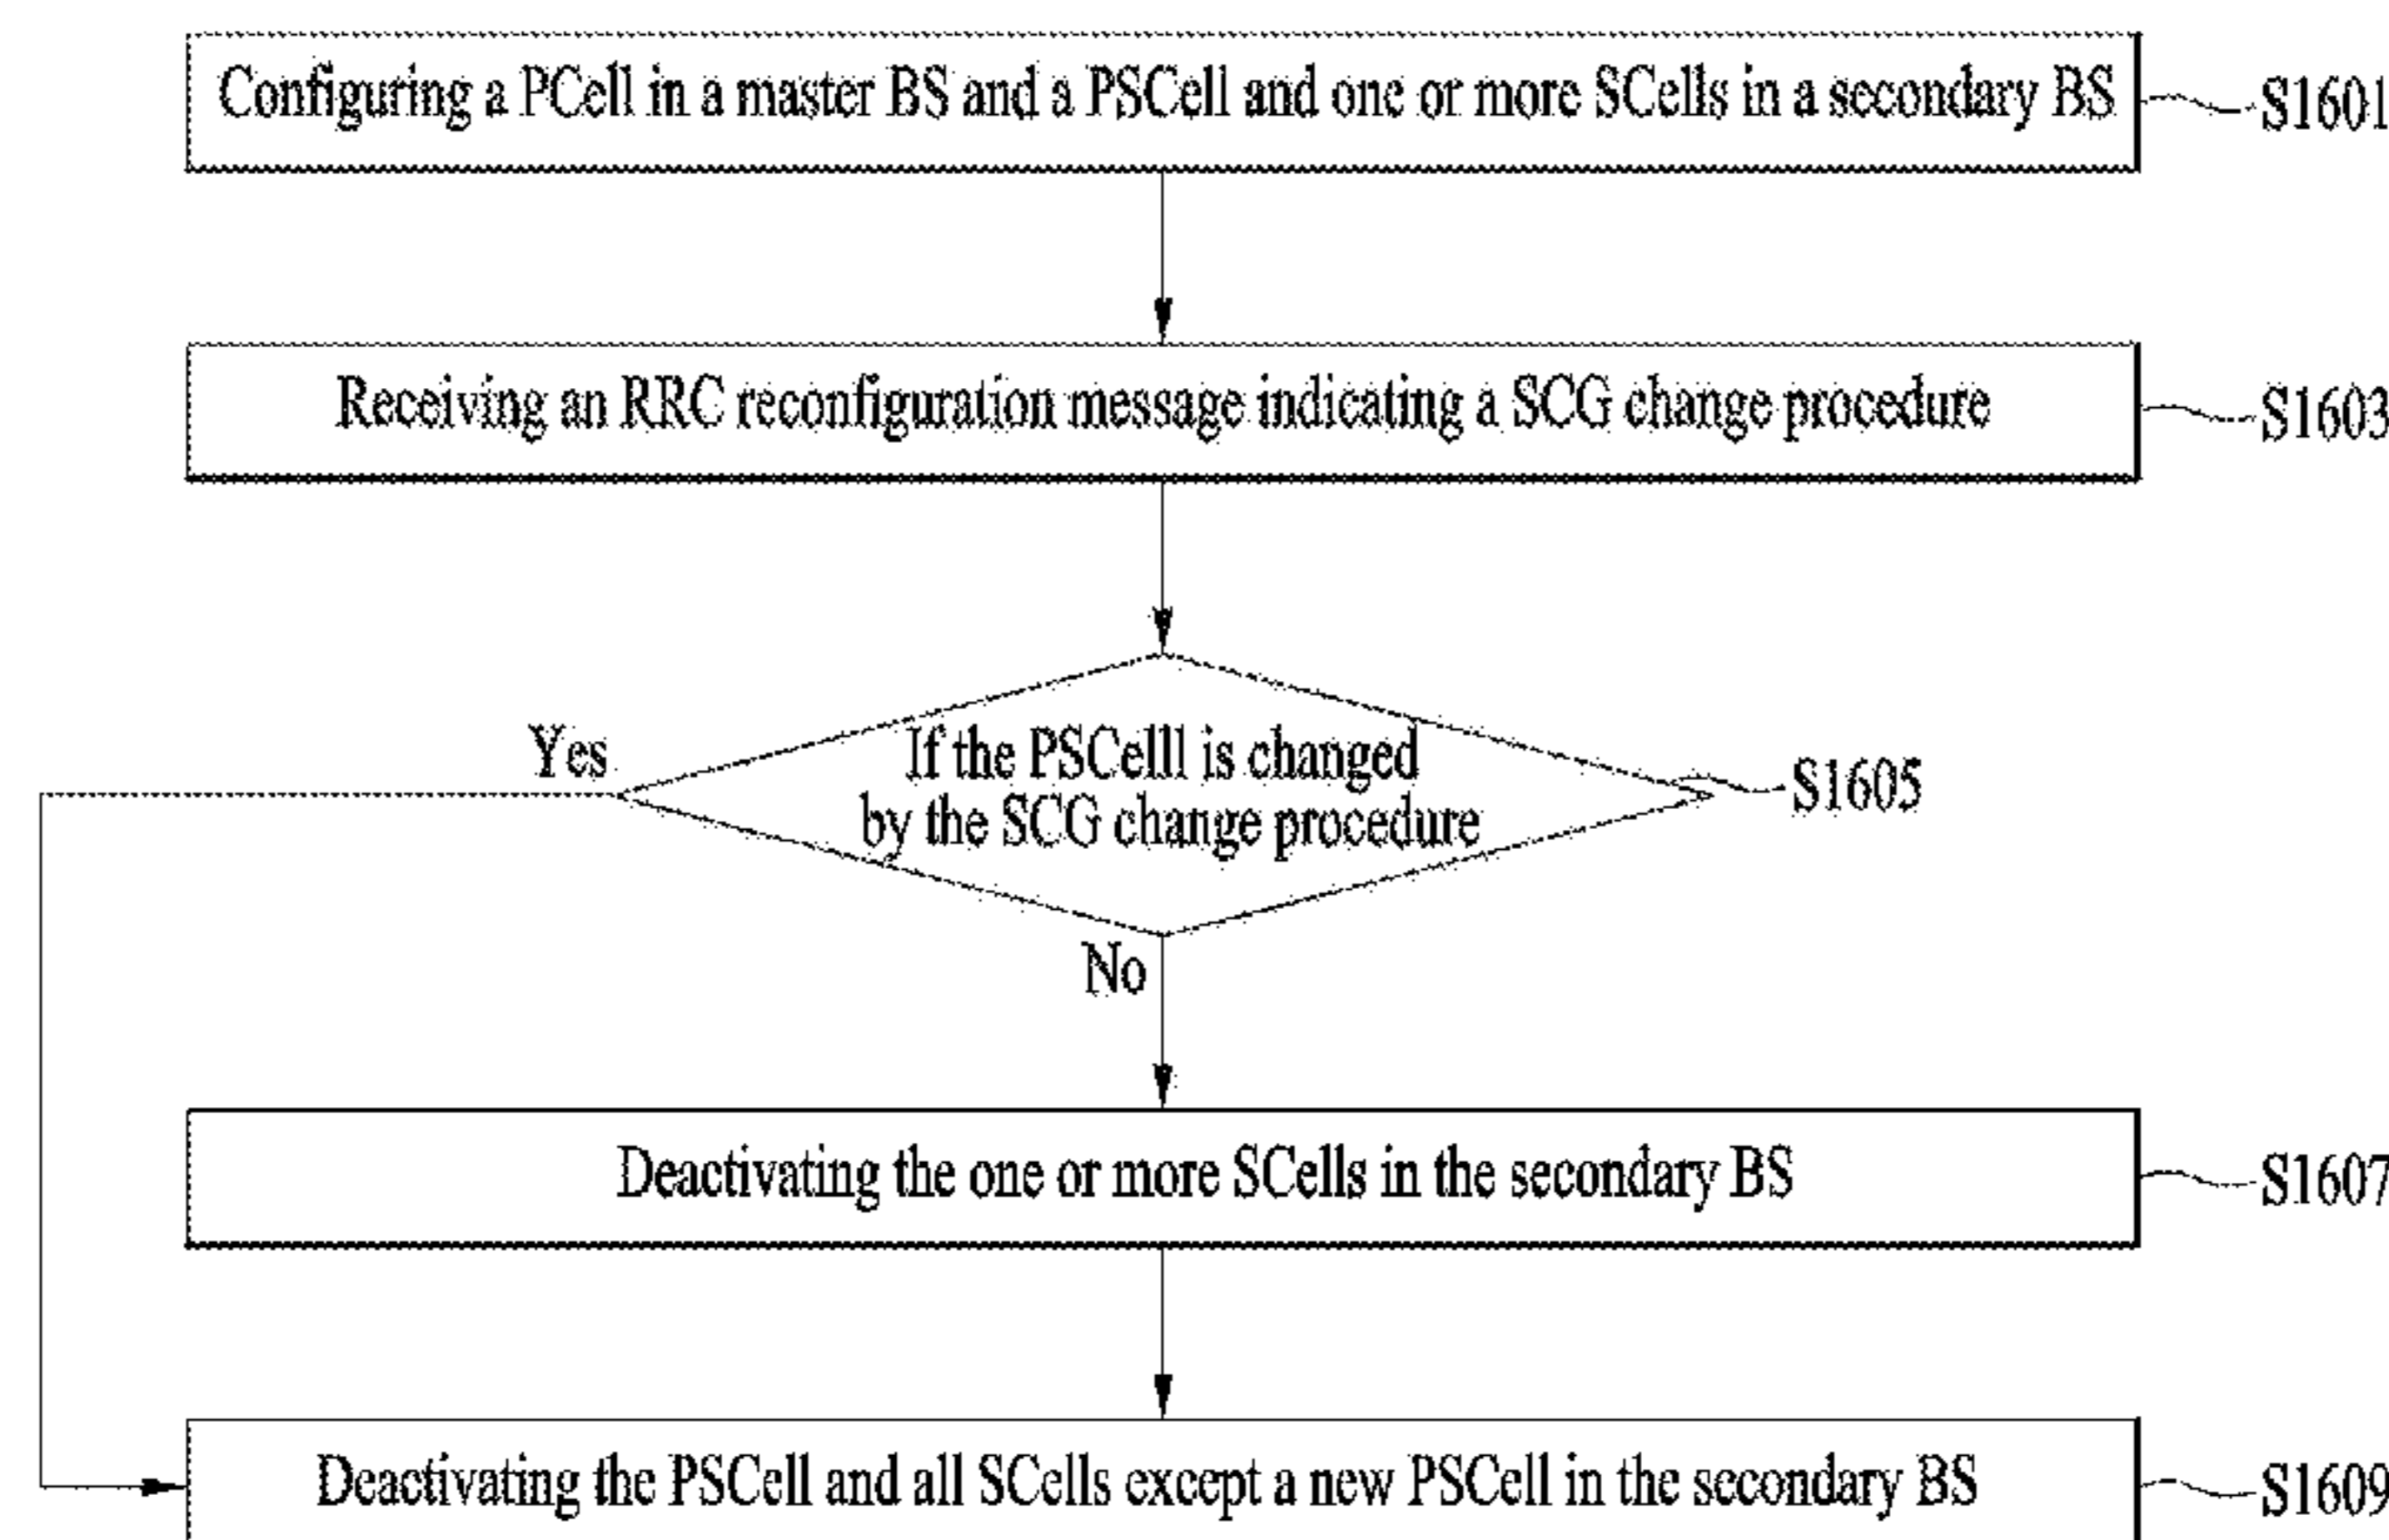 Configuring a PCell in a master BS and a PSCell and one or more SCells in a secondary BS
S1601
Receiving an RRC reconfiguration message indicating a SCG change procedure
S1603
Yes
If the PSCelll is changed
by the SCG change procedure
S1605
No
Deactivating the one or more SCells in the secondary BS
S1607
Deactivating the PSCell and all SCells except a new PSCell in the secondary BS
S1609